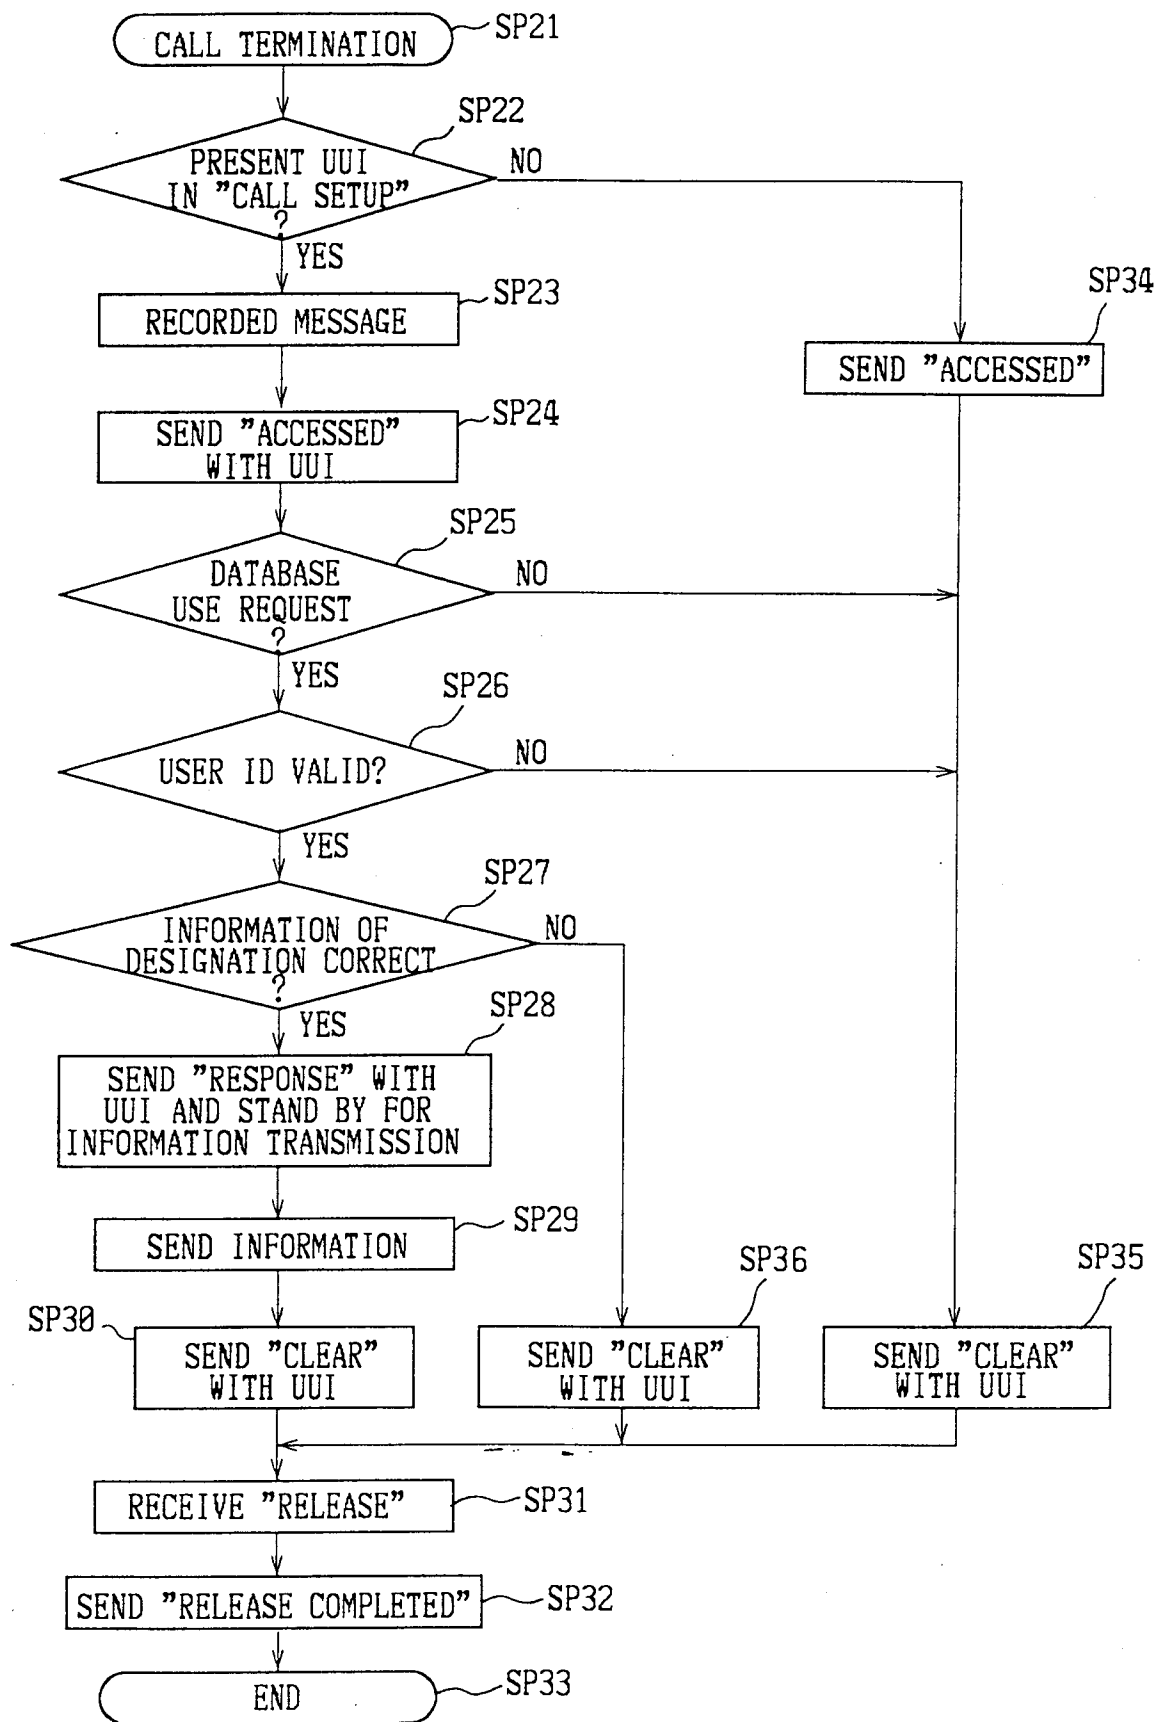 CALL TERMINATION
SP21
SP22
PRESENT UUI
IN "CALL SETUP"
?
NO
YES
SP23
RECORDED MESSAGE
SP34
SEND "ACCESSED"
SP24
SEND "ACCESSED"
WITH UUI
SP25
DATABASE
USE REQUEST
?
NO
YES
SP26
USER ID VALID?
NO
YES
SP27
INFORMATION OF
DESIGNATION CORRECT
?
NO
YES
SP28
SEND "RESPONSE" WITH
UUI AND STAND BY FOR
INFORMATION TRANSMISSION
SP29
SEND INFORMATION
SP30
SEND "CLEAR"
WITH UUI
SP36
SEND "CLEAR"
WITH UUI
SP35
SEND "CLEAR"
WITH UUI
RECEIVE "RELEASE"
SP31
SEND "RELEASE COMPLETED"
SP32
END
SP33